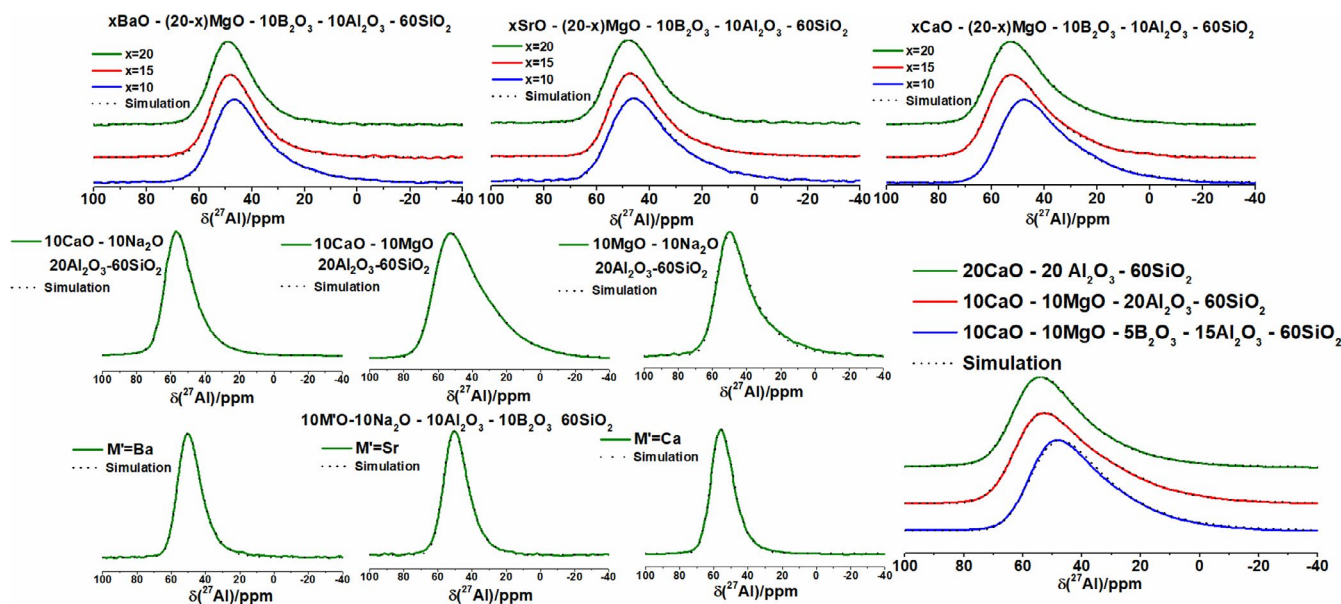 xBaO - (20-x)MgO - 10B₂O₃ - 10Al₂O₃ - 60SiO₂
x=20
x=15
x=10
Simulation
100 80 60 40 20 0 -20 -40
δ(²⁷Al)/ppm
xSrO - (20-x)MgO - 10B₂O₃ - 10Al₂O₃ - 60SiO₂
x=20
x=15
x=10
Simulation
100 80 60 40 20 0 -20 -40
δ(²⁷Al)/ppm
xCaO - (20-x)MgO - 10B₂O₃ - 10Al₂O₃ - 60SiO₂
x=20
x=15
x=10
Simulation
100 80 60 40 20 0 -20 -40
δ(²⁷Al)/ppm
10CaO - 10Na₂O
20Al₂O₃-60SiO₂
Simulation
100 80 60 40 20 0 -20 -40
δ(²⁷Al)/ppm
10CaO - 10MgO
20Al₂O₃-60SiO₂
Simulation
100 80 60 40 20 0 -20 -40
δ(²⁷Al)/ppm
10MgO - 10Na₂O
20Al₂O₃-60SiO₂
Simulation
100 80 60 40 20 0 -20 -40
δ(²⁷Al)/ppm
20CaO - 20 Al₂O₃ - 60SiO₂
10CaO - 10MgO - 20Al₂O₃- 60SiO₂
10CaO - 10MgO - 5B₂O₃ - 15Al₂O₃ - 60SiO₂
Simulation
100 80 60 40 20 0 -20 -40
δ(²⁷Al)/ppm
10M'O-10Na₂O - 10Al₂O₃ - 10B₂O₃ 60SiO₂
M'=Ba
Simulation
100 80 60 40 20 0 -20 -40
δ(²⁷Al)/ppm
M'=Sr
Simulation
100 80 60 40 20 0 -20 -40
δ(²⁷Al)/ppm
M'=Ca
Simulation
100 80 60 40 20 0 -20 -40
δ(²⁷Al)/ppm